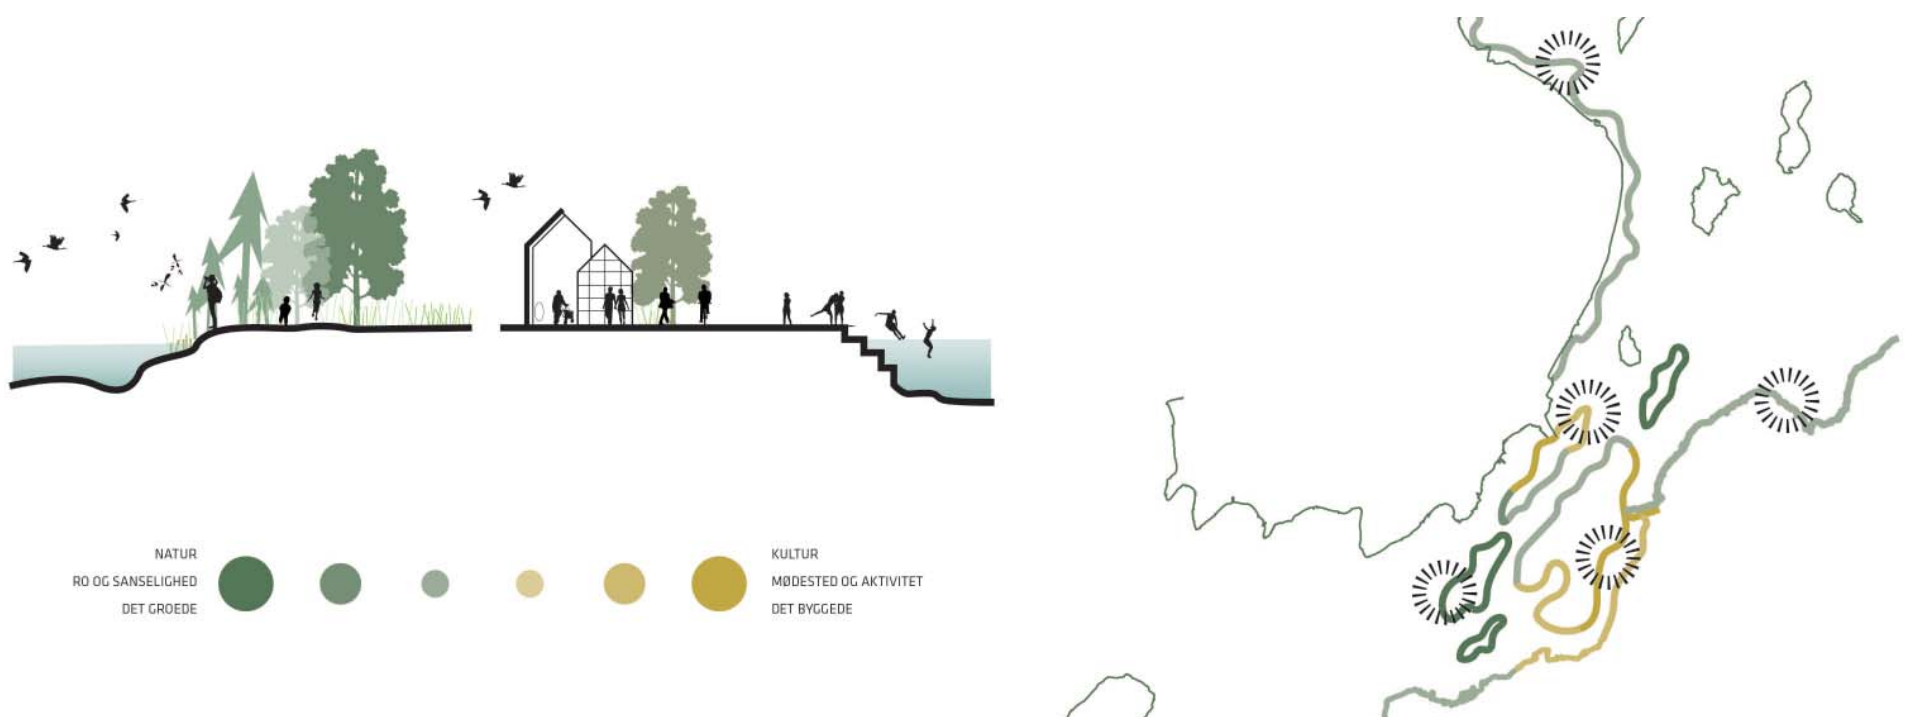 NATUR
RO OG SANSELIGHED
DET GROEDE
KULTUR
MØDESTED OG AKTIVITET
DET BYGGEDE